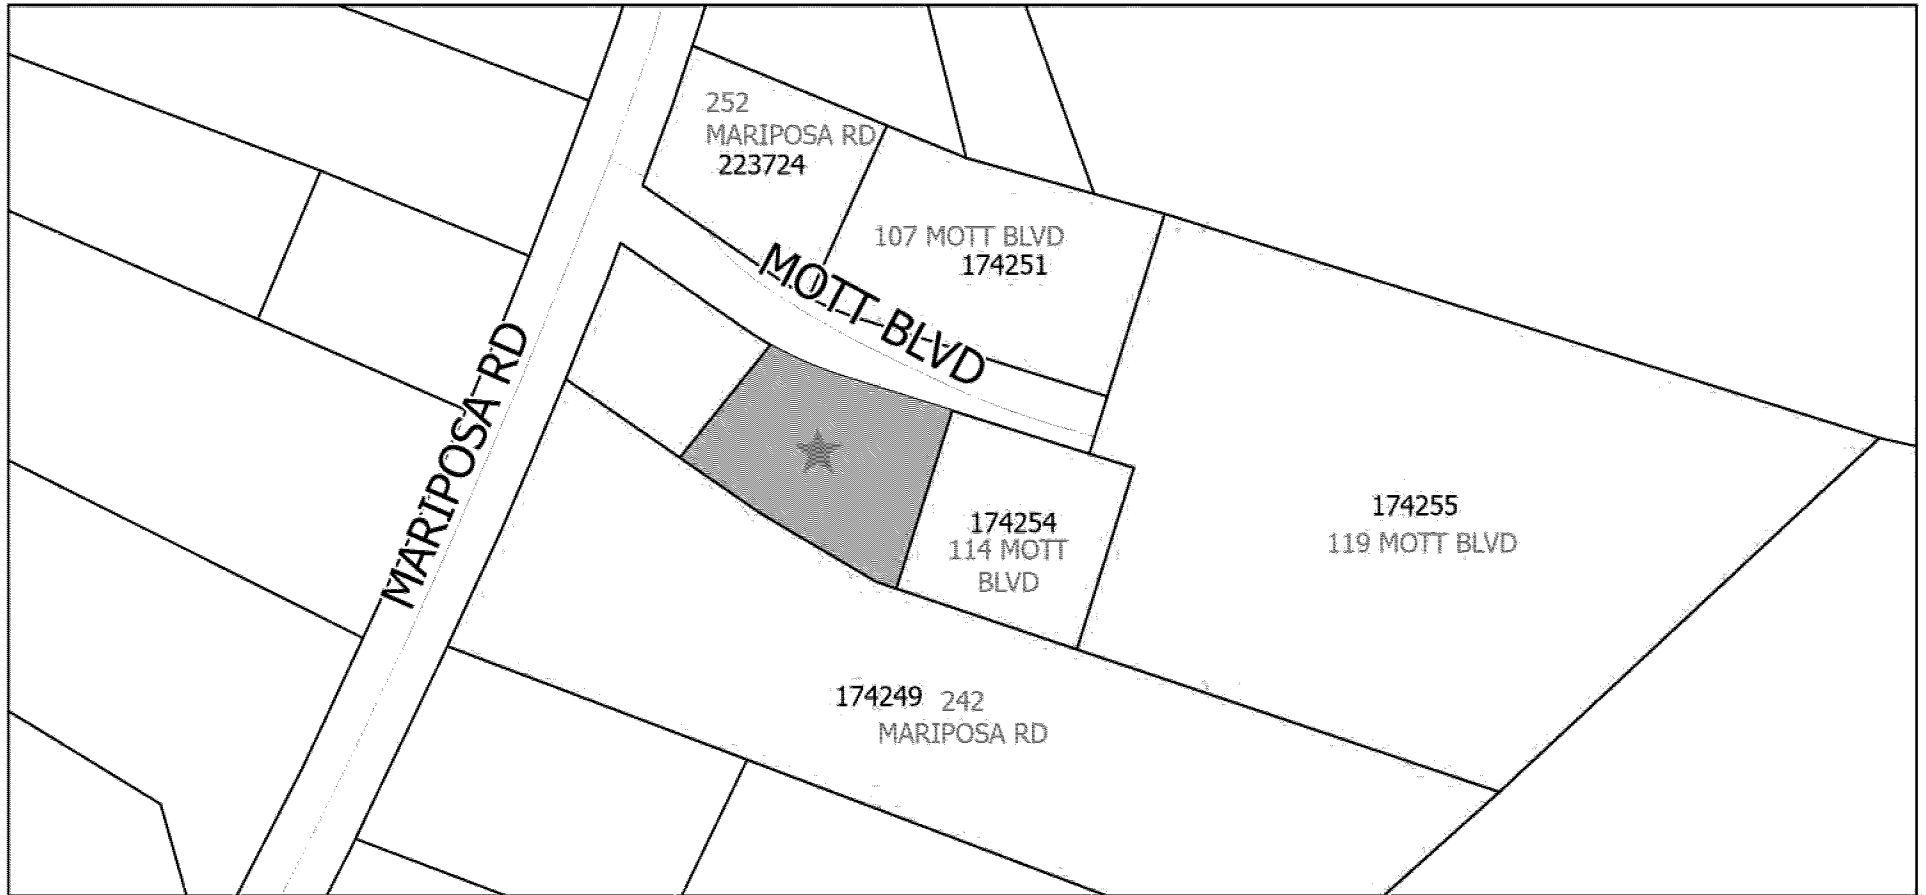 252
MARIPOSA RD
223724
107 MOTT BLVD
174251
MOTT BLVD
MARIPOSA RD
174254
114 MOTT
BLVD
174255
119 MOTT BLVD
174249 242
MARIPOSA RD